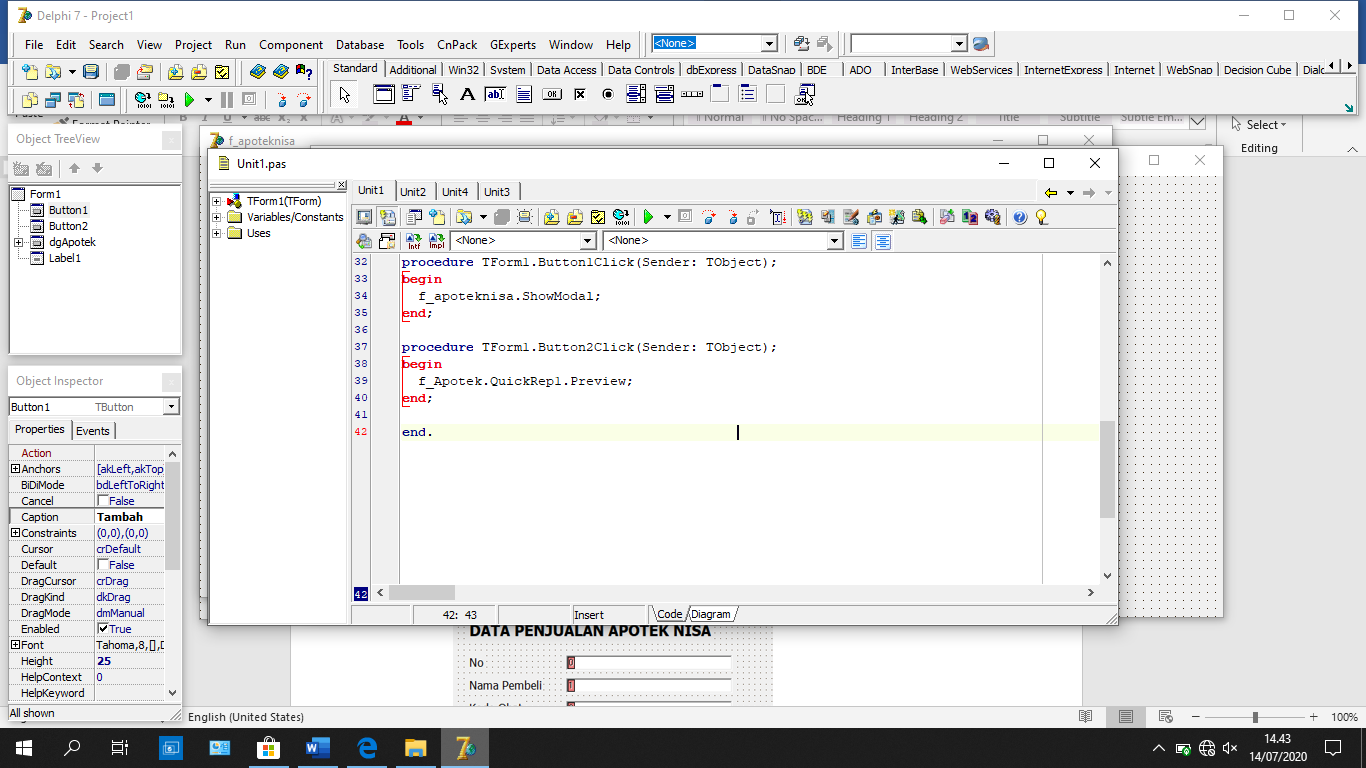 Delphi 7 - Project1
File Edit Search View Project Run Component Database Tools CnPack GExperts Window Help
<None>
Standard Additional Win32 System Data Access Data Controls dbExpress DataSnap BDE ADO InterBase WebServices InternetExpress Internet WebSnap Decision Cube Dialo
Format Painter
Normal No Spac... Heading 1 Heading 2 Title Subtitle Subtle Em...
Select
Editing
Object TreeView
Form1
Button1
Button2
dgApotek
Label1
f_apoteknisa
Unit1.pas
TForm1(TForm)
Variables/Constants
Uses
Unit1 Unit2 Unit4 Unit3
Intf Impl <None> <None>
32 procedure TForm1.Button1Click(Sender: TObject);
33 begin
34 f_apoteknisa.ShowModal;
35 end;
36
37 procedure TForm1.Button2Click(Sender: TObject);
38 begin
39 f_Apotek.QuickRep1.Preview;
40 end;
41
42 end.
42
42: 43 Insert Code Diagram
Object Inspector
Button1 TButton
Properties Events
Action
Anchors [akLeft,akTop
BiDiMode bdLeftToRight
Cancel False
Caption Tambah
Constraints (0,0),(0,0)
Cursor crDefault
Default False
DragCursor crDrag
DragKind dkDrag
DragMode dmManual
Enabled True
Font Tahoma,8,[],
Height 25
HelpContext 0
HelpKeyword
All shown
DATA PENJUALAN APOTEK NISA
No
Nama Pembeli
English (United States)
100%
14.43
14/07/2020